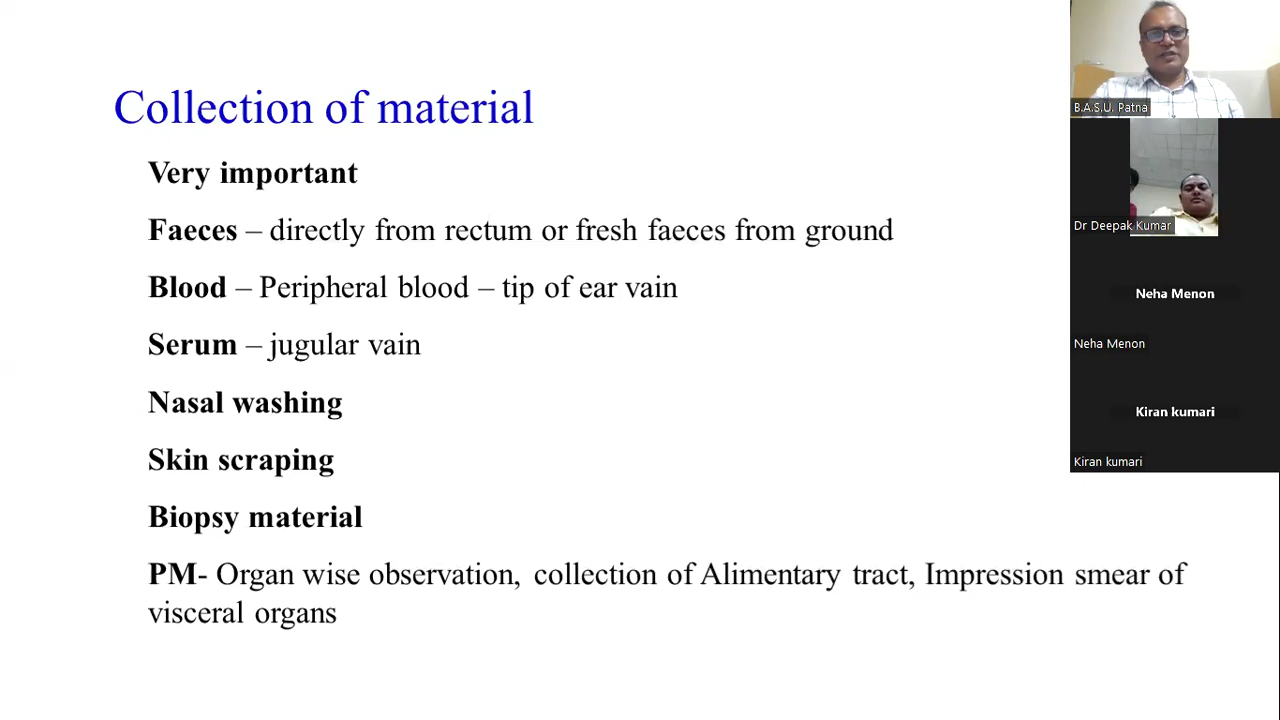 Collection of material
Very important
Faeces – directly from rectum or fresh faeces from ground
Blood – Peripheral blood – tip of ear vain
Serum – jugular vain
Nasal washing
Skin scraping
Biopsy material
PM- Organ wise observation, collection of Alimentary tract, Impression smear of
visceral organs
B.A.S.U. Patna
Dr Deepak Kumar
Neha Menon
Neha Menon
Kiran kumari
Kiran kumari